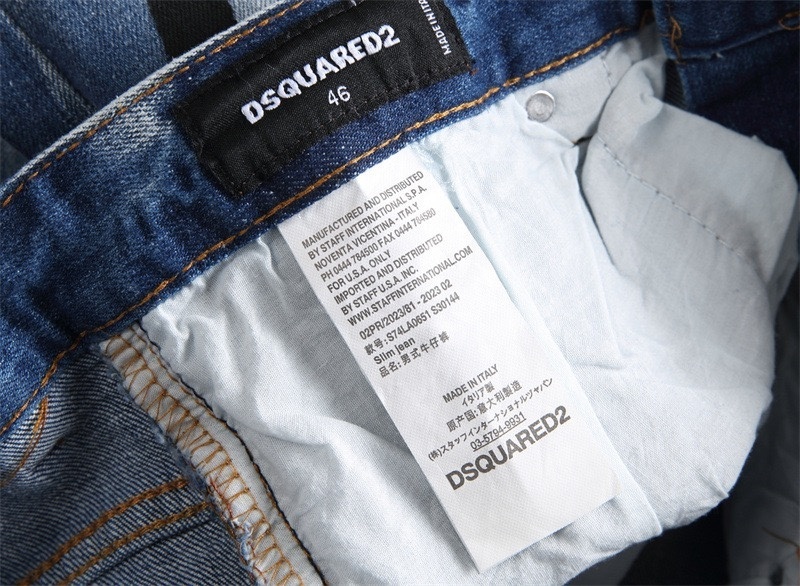 DSQUARED2
46
MADE IN ITA
MANUFACTURED AND DISTRIBUTED
BY STAFF INTERNATIONAL S.P.A.
NOVENTA VICENTINA - ITALY
PH 0444 784500 FAX 0444 784580
FOR U.S.A. ONLY
IMPORTED AND DISTRIBUTED
BY STAFF U.S.A. INC.
WWW.STAFFINTERNATIONAL.COM
02PR/2023/B1 - 2023 02
款号: S74LA0651 S30144
Slim jean
品名: 男式牛仔裤
MADE IN ITALY
イタリア製
原产国: 意大利製造
(株)スタッフインターナショナルジャパン
03-5794-9931
DSQUARED2